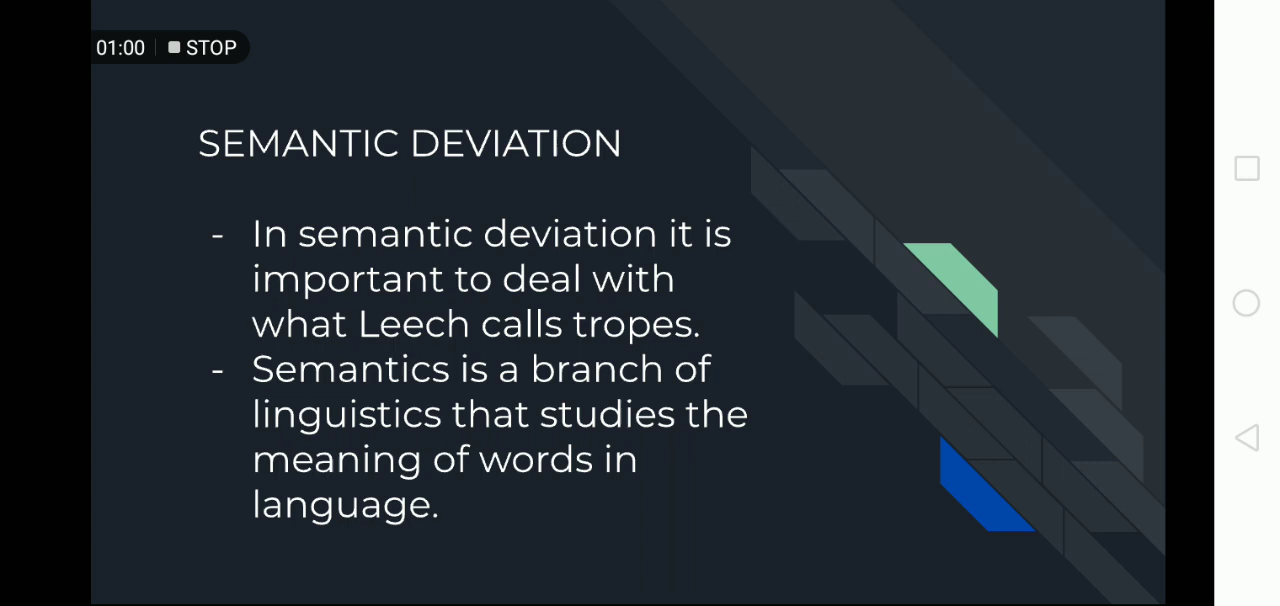 01:00 STOP
SEMANTIC DEVIATION
- In semantic deviation it is
important to deal with
what Leech calls tropes.
- Semantics is a branch of
linguistics that studies the
meaning of words in
language.